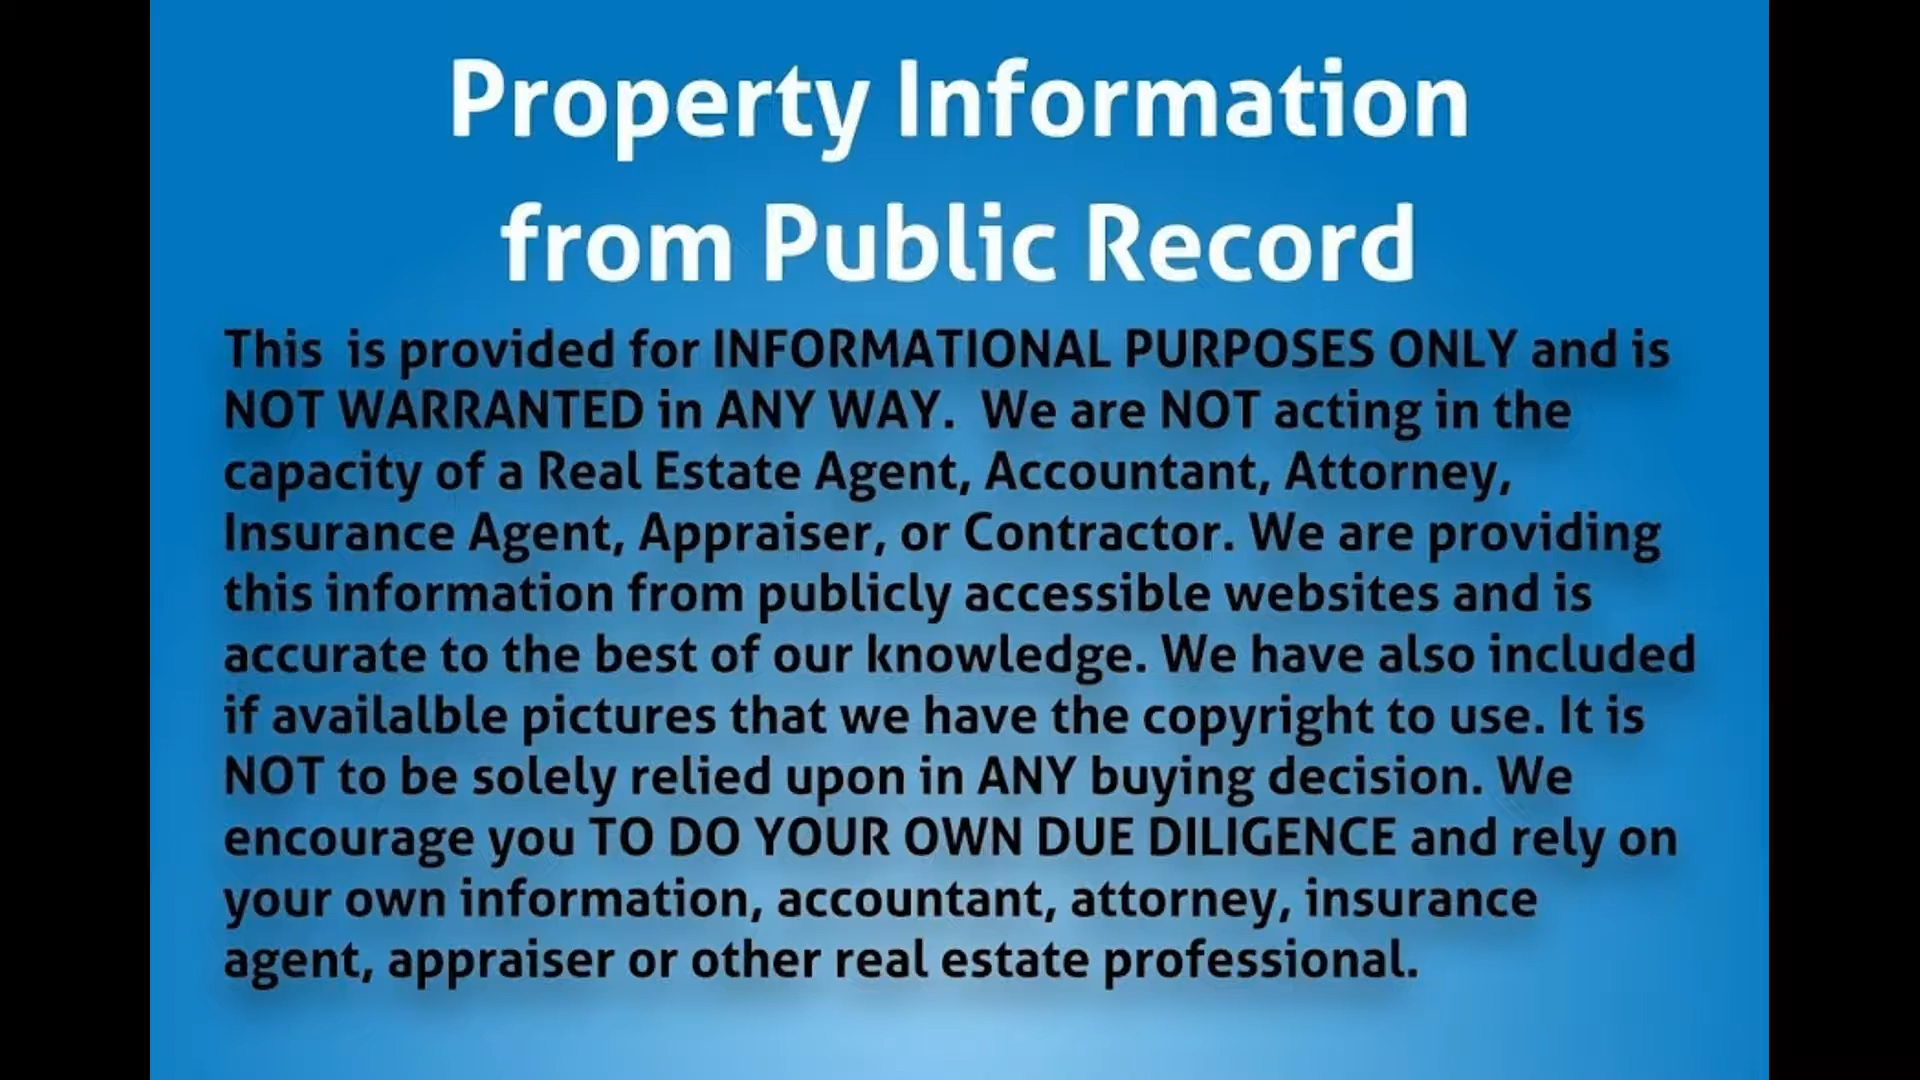 Property Information
from Public Record
This  is provided for INFORMATIONAL PURPOSES ONLY and is
NOT WARRANTED in ANY WAY.  We are NOT acting in the
capacity of a Real Estate Agent, Accountant, Attorney,
Insurance Agent, Appraiser, or Contractor. We are providing
this information from publicly accessible websites and is
accurate to the best of our knowledge. We have also included
if availalble pictures that we have the copyright to use. It is
NOT to be solely relied upon in ANY buying decision. We
encourage you TO DO YOUR OWN DUE DILIGENCE and rely on
your own information, accountant, attorney, insurance
agent, appraiser or other real estate professional.